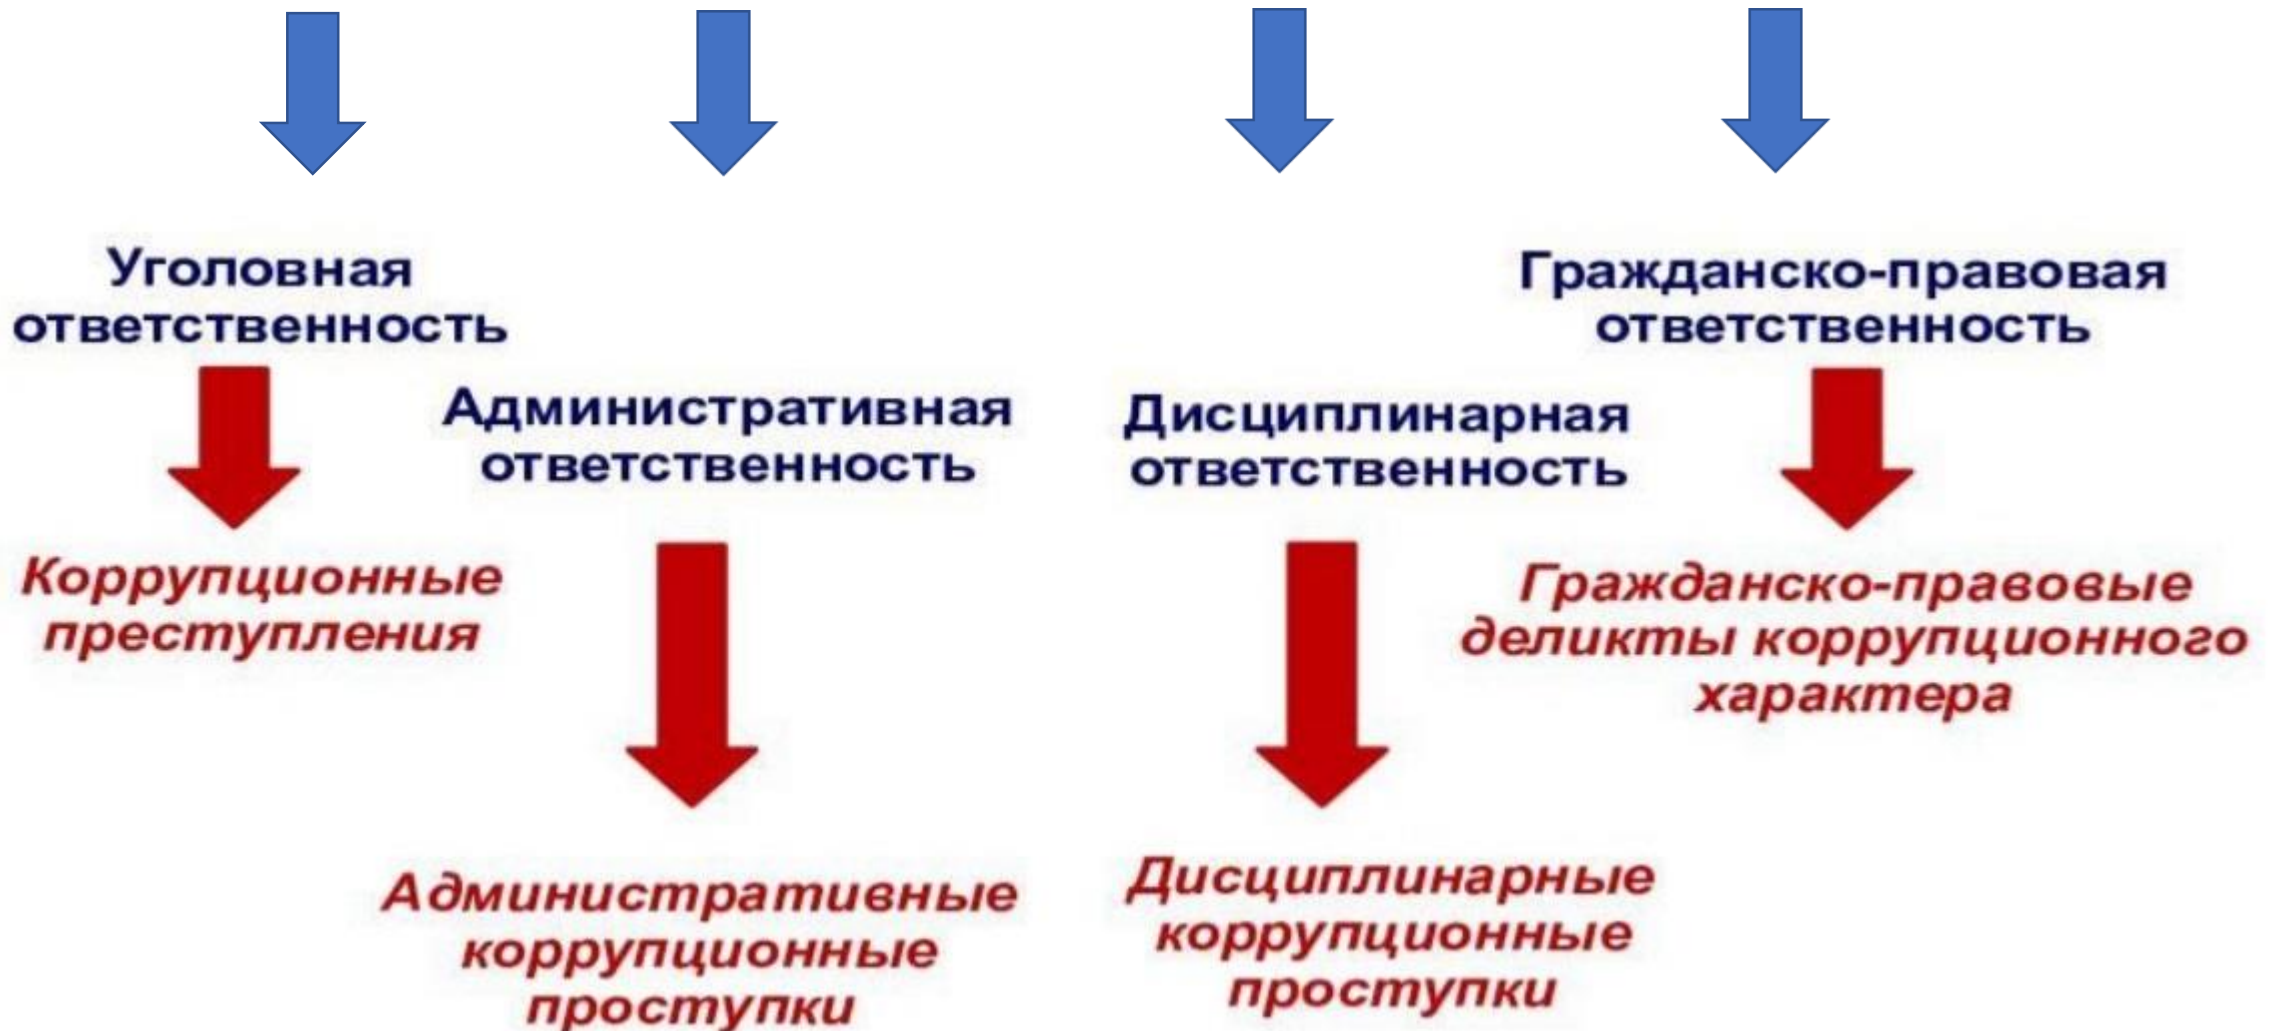 Уголовная
ответственность
Коррупционные
преступления
Административная
ответственность
Административные
коррупционные
проступки
Дисциплинарная
ответственность
Дисциплинарные
коррупционные
проступки
Гражданско-правовая
ответственность
Гражданско-правовые
деликты коррупционного
характера